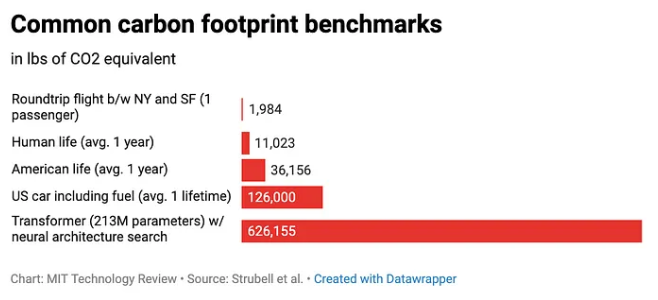 Common carbon footprint benchmarks
in lbs of CO2 equivalent
Roundtrip flight b/w NY and SF (1
passenger)
1,984
Human life (avg. 1 year)
11,023
American life (avg. 1 year)
36,156
US car including fuel (avg. 1 lifetime)
126,000
Transformer (213M parameters) w/
neural architecture search
626,155
Chart: MIT Technology Review • Source: Strubell et al. • Created with Datawrapper